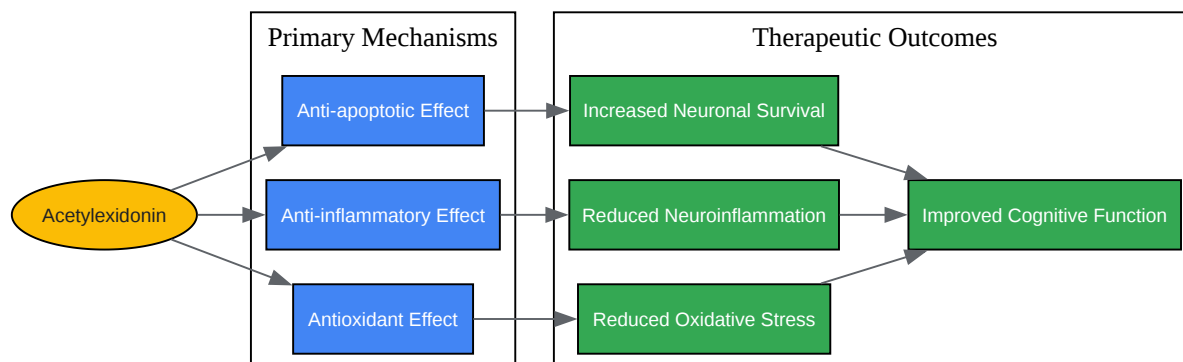 Primary Mechanisms
Therapeutic Outcomes
Anti-apoptotic Effect
Increased Neuronal Survival
Acetylexidonin
Anti-inflammatory Effect
Reduced Neuroinflammation
Improved Cognitive Function
Antioxidant Effect
Reduced Oxidative Stress